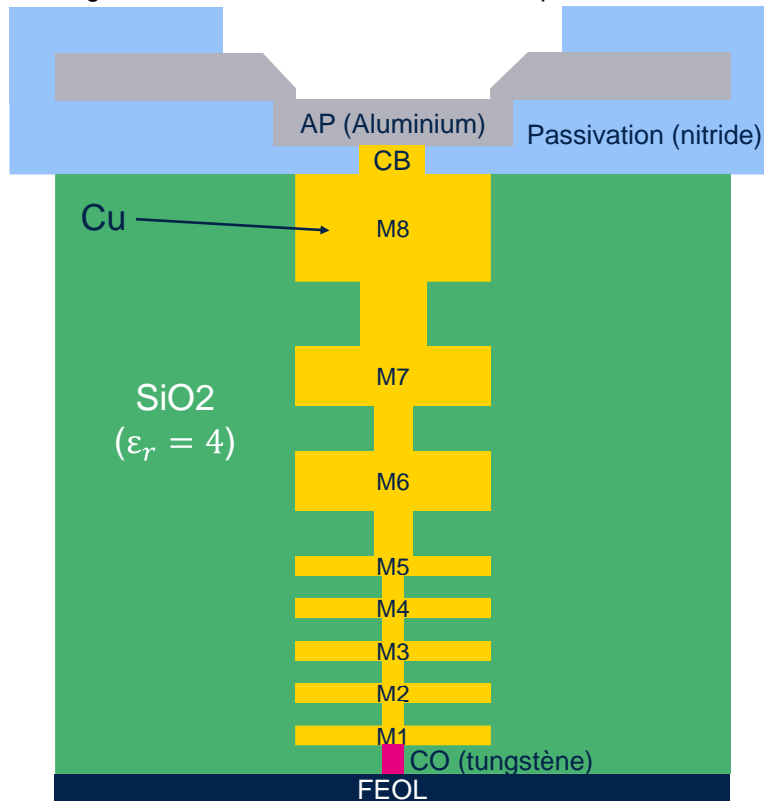 AP (Aluminium)
Passivation (nitride)
CB
Cu
M8
M7
SiO2
(εr = 4)
M6
M5
M4
M3
M2
M1
CO (tungstène)
FEOL